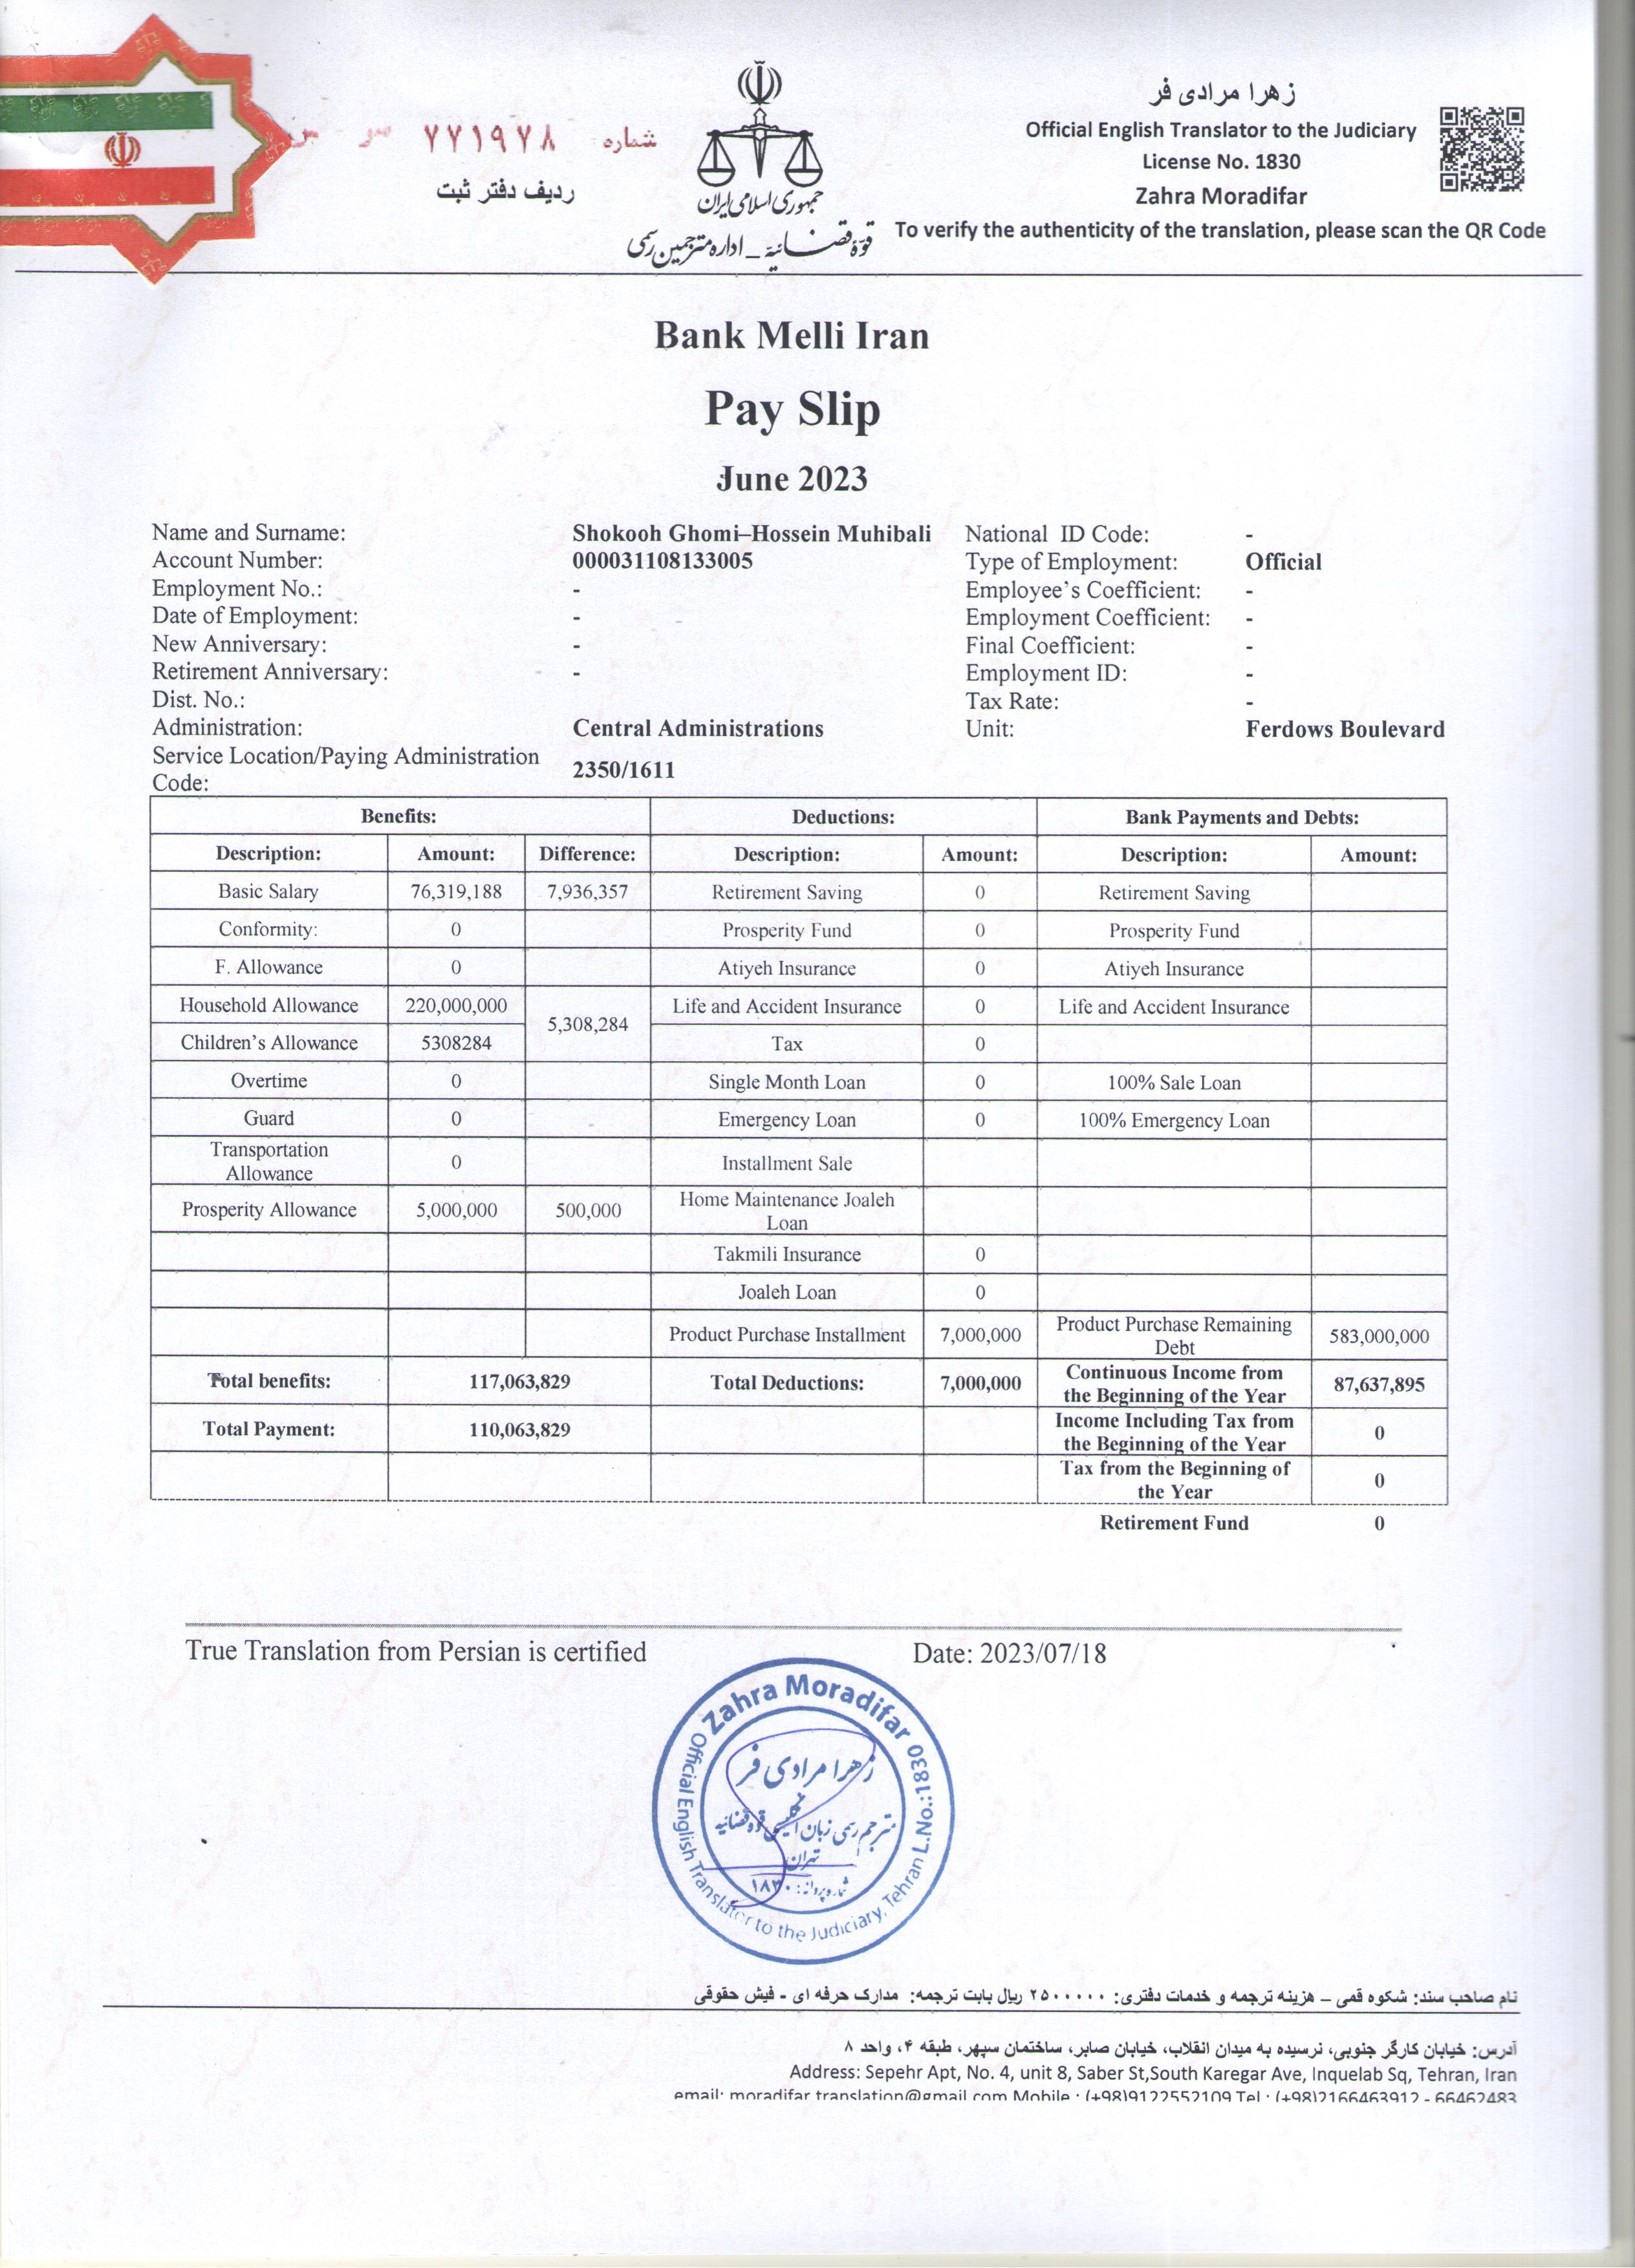 شماره ۷۷۱۹۷۸ س
ردیف دفتر ثبت
جمهوری اسلامی ایران
قوّه قضائیّه – اداره مترجمین رسمی
زهرا مرادی فر
Official English Translator to the Judiciary
License No. 1830
Zahra Moradifar
To verify the authenticity of the translation, please scan the QR Code
Bank Melli Iran
Pay Slip
June 2023
Name and Surname: Shokooh Ghomi–Hossein Muhibali National ID Code: -
Account Number: 000031108133005 Type of Employment: Official
Employment No.: - Employee's Coefficient: -
Date of Employment: - Employment Coefficient: -
New Anniversary: - Final Coefficient: -
Retirement Anniversary: - Employment ID: -
Dist. No.: Tax Rate: -
Administration: Central Administrations Unit: Ferdows Boulevard
Service Location/Paying Administration
Code: 2350/1611
Benefits: Deductions: Bank Payments and Debts:
Description: Amount: Difference: Description: Amount: Description: Amount:
Basic Salary 76,319,188 7,936,357 Retirement Saving 0 Retirement Saving
Conformity: 0 Prosperity Fund 0 Prosperity Fund
F. Allowance 0 Atiyeh Insurance 0 Atiyeh Insurance
Household Allowance 220,000,000 5,308,284 Life and Accident Insurance 0 Life and Accident Insurance
Children's Allowance 5308284 Tax 0
Overtime 0 Single Month Loan 0 100% Sale Loan
Guard 0 Emergency Loan 0 100% Emergency Loan
Transportation
Allowance 0 Installment Sale
Prosperity Allowance 5,000,000 500,000 Home Maintenance Joaleh
Loan
Takmili Insurance 0
Joaleh Loan 0
Product Purchase Installment 7,000,000 Product Purchase Remaining
Debt 583,000,000
Total benefits: 117,063,829 Total Deductions: 7,000,000 Continuous Income from
the Beginning of the Year 87,637,895
Total Payment: 110,063,829 Income Including Tax from
the Beginning of the Year 0
Tax from the Beginning of
the Year 0
Retirement Fund 0
True Translation from Persian is certified Date: 2023/07/18
Zahra Moradifar
Official English Translator to the Judiciary, Tehran L.No.:1830
زهرا مرادی فر
مترجم رسمی زبان انگلیسی قوه قضائیه
تهران
شماره پروانه: ۱۸۳۰
نام صاحب سند: شکوه قمی – هزینه ترجمه و خدمات دفتری: ۲۵۰۰۰۰۰ ریال بابت ترجمه: مدارک حرفه ای - فیش حقوقی
آدرس: خیابان کارگر جنوبی، نرسیده به میدان انقلاب، خیابان صابر، ساختمان سپهر، طبقه ۴، واحد ۸
Address: Sepehr Apt, No. 4, unit 8, Saber St,South Karegar Ave, Inquelab Sq, Tehran, Iran
email: moradifar.translation@gmail.com Mobile : (+98)9122552109 Tel : (+98)2166463912 - 66462483